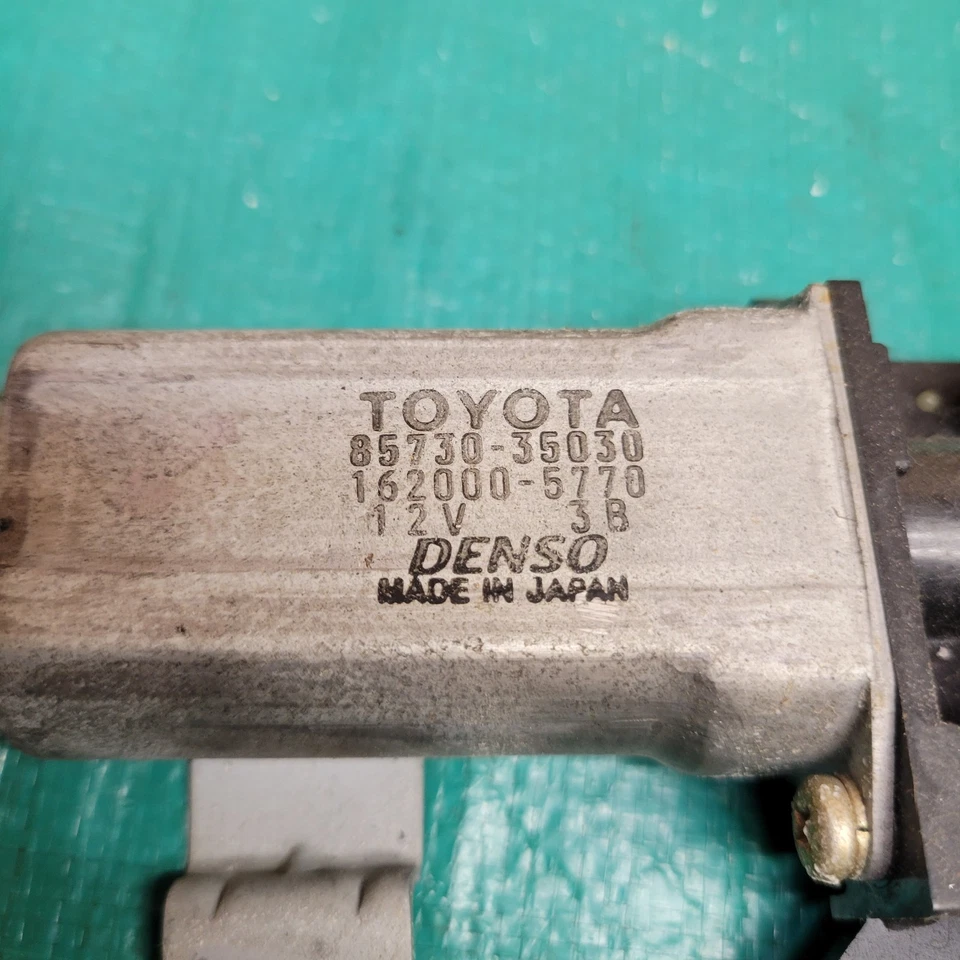 TOYOTA
85730-35030
162000-5770
12V 3B
DENSO
MADE IN JAPAN